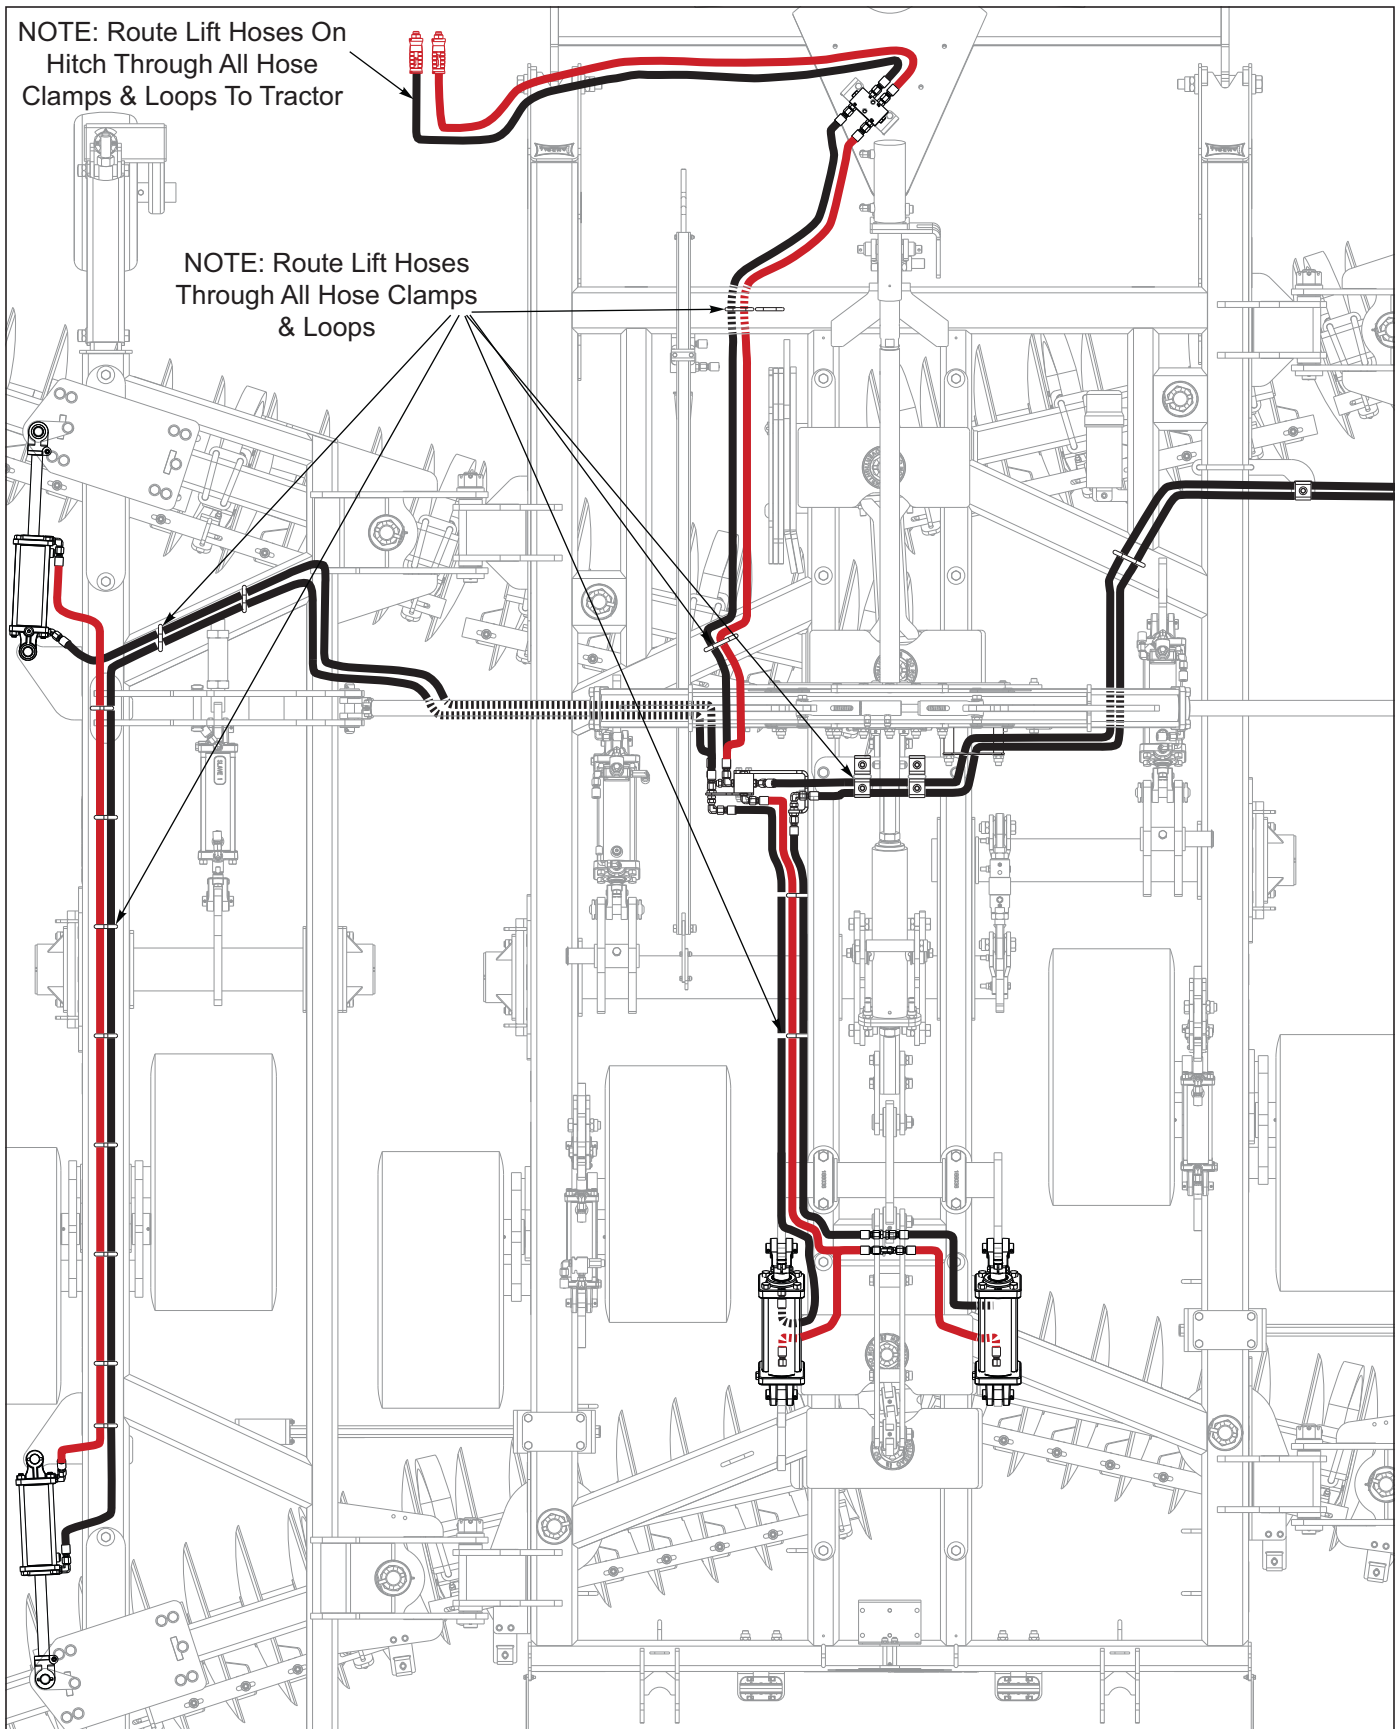 NOTE: Route Lift Hoses On
Hitch Through All Hose
Clamps & Loops To Tractor
NOTE: Route Lift Hoses
Through All Hose Clamps
& Loops